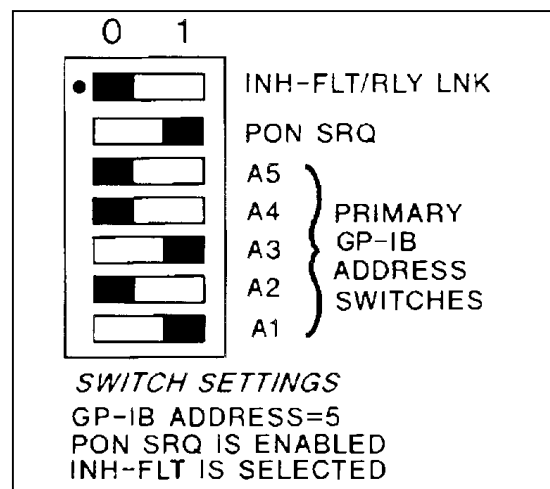 0 1
INH-FLT/RLY LNK
PON SRQ
A5
A4 PRIMARY
A3 GP-IB
A2 ADDRESS
SWITCHES
A1
SWITCH SETTINGS
GP-IB ADDRESS=5
PON SRQ IS ENABLED
INH-FLT IS SELECTED